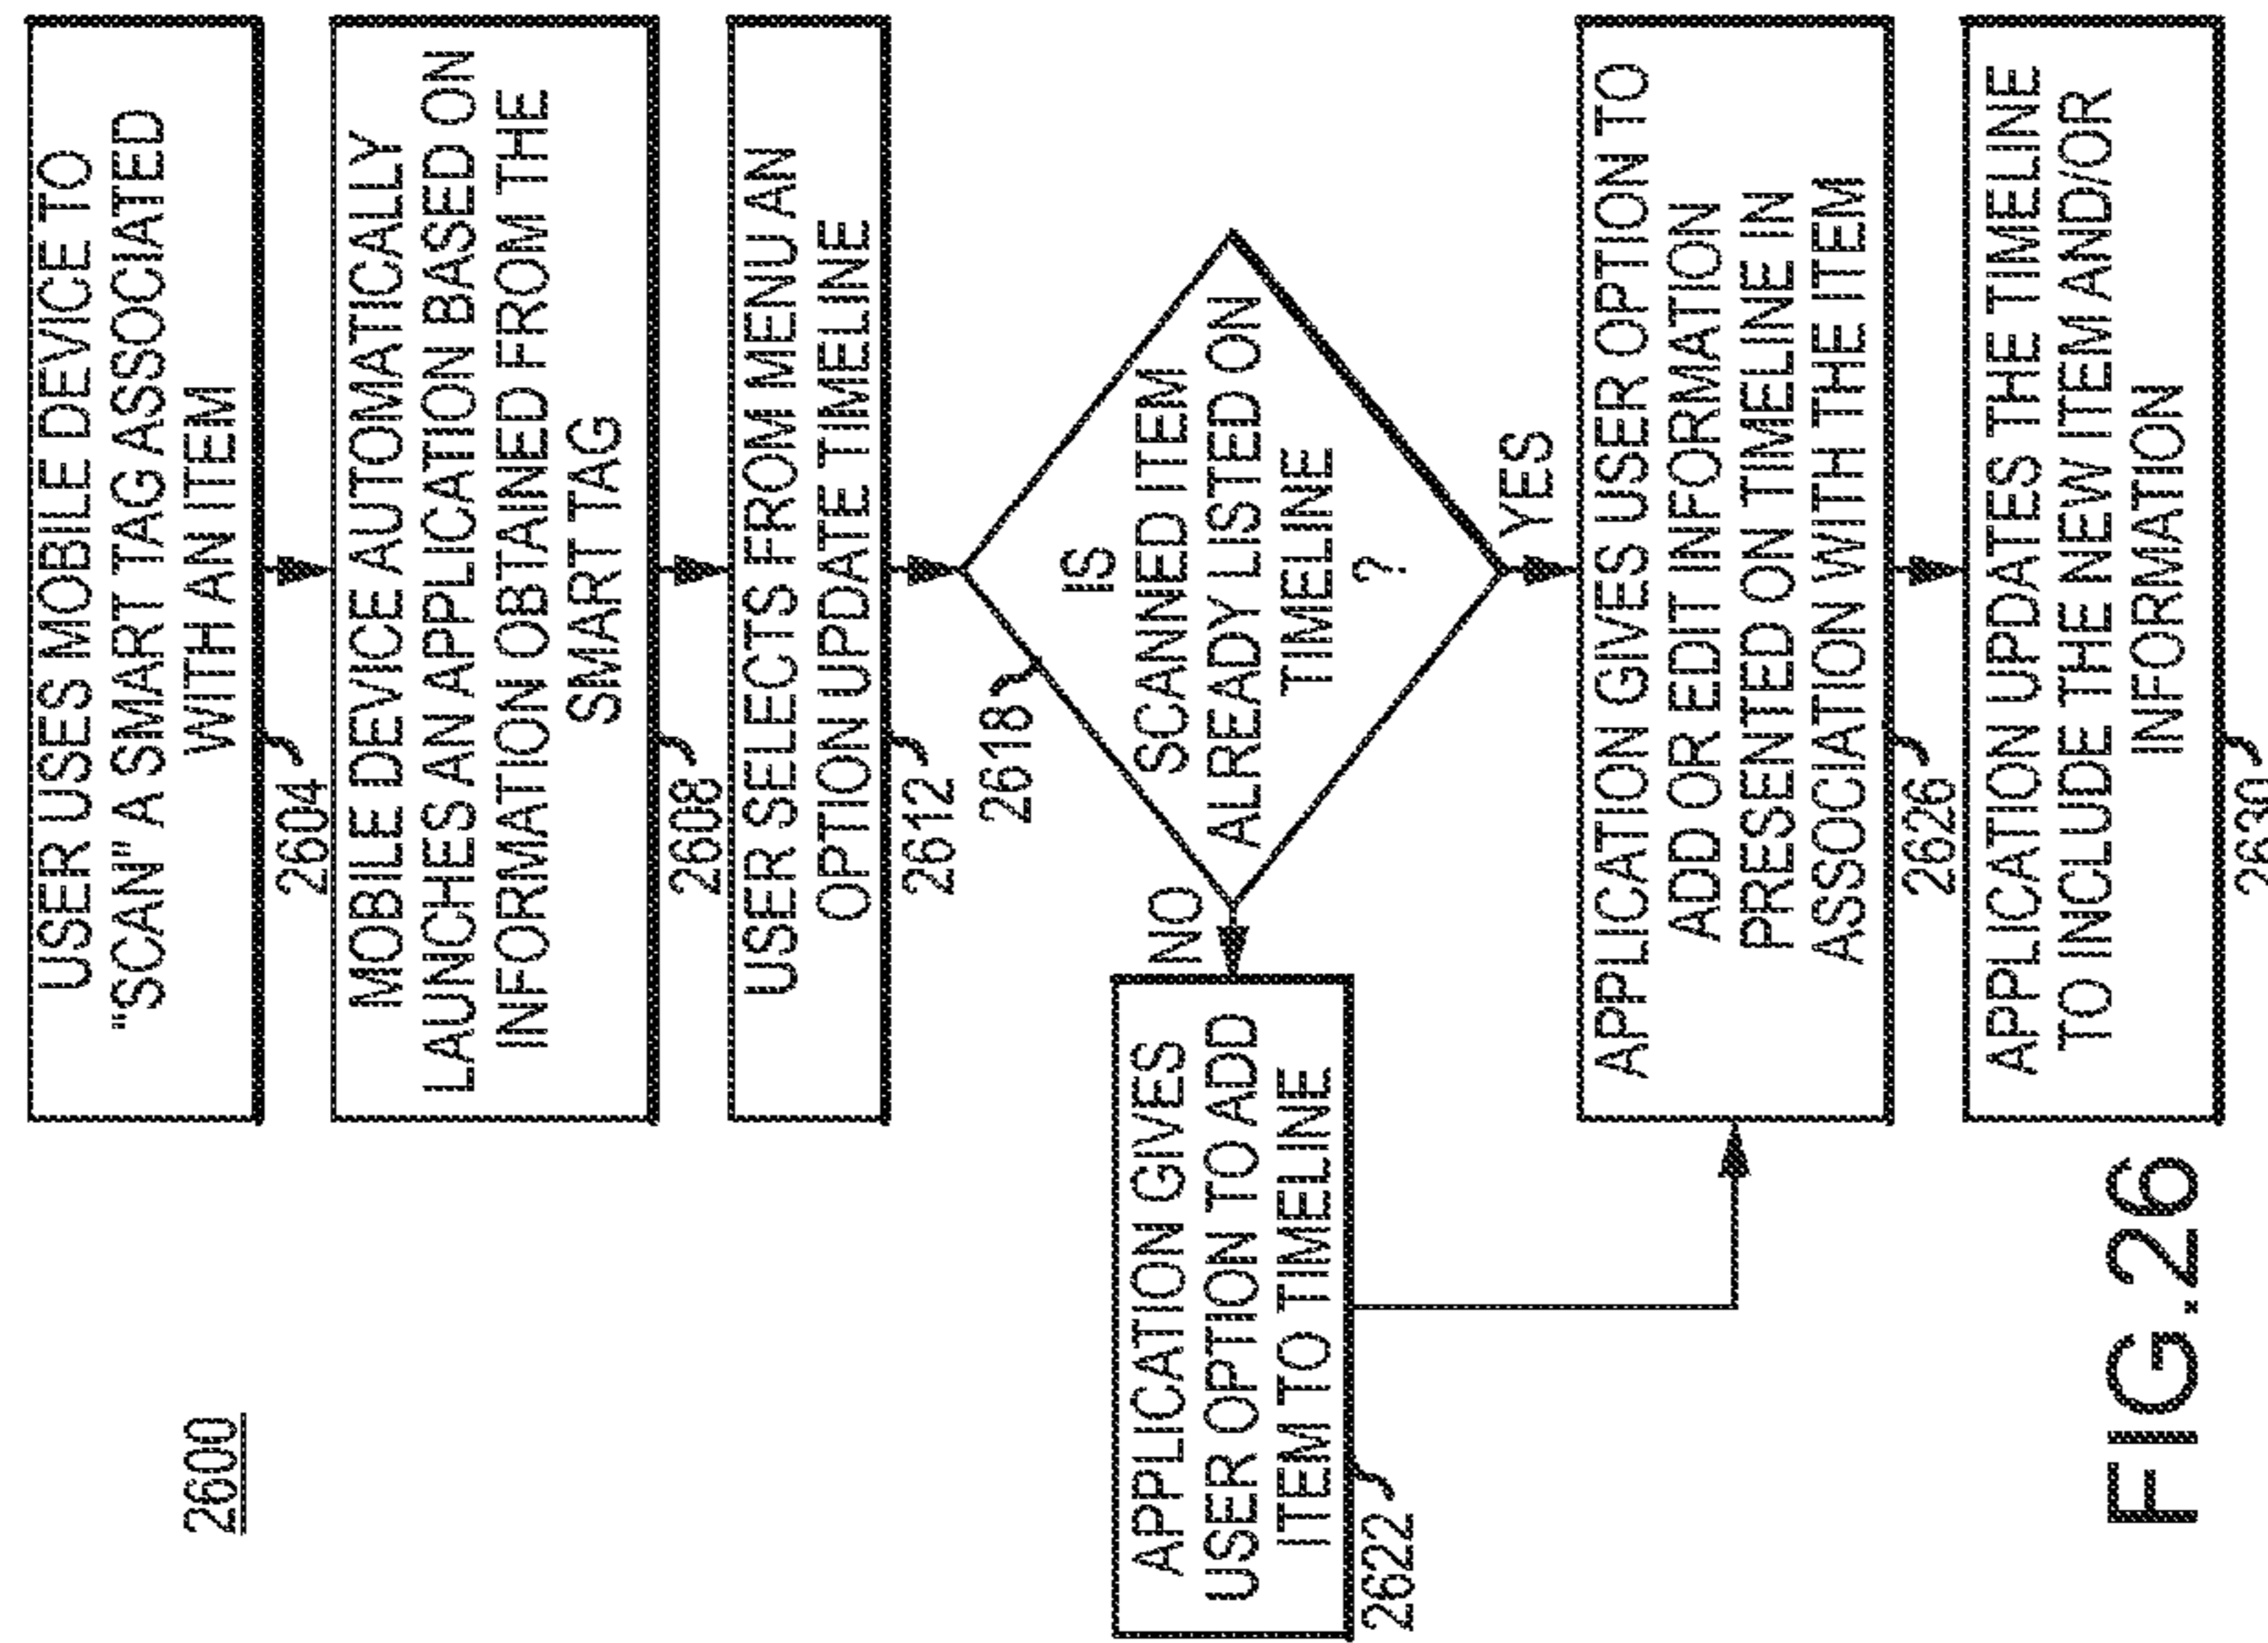 2600
USER USES MOBILE DEVICE TO
"SCAN" A SMART TAG ASSOCIATED
WITH AN ITEM
2604
MOBILE DEVICE AUTOMATICALLY
LAUNCHES AN APPLICATION BASED ON
INFORMATION OBTAINED FROM THE
SMART TAG
2608
USER SELECTS FROM MENU AN
OPTION UPDATE TIMELINE
2612
2618
IS
SCANNED ITEM
ALREADY LISTED ON
TIMELINE
?
NO
YES
APPLICATION GIVES
USER OPTION TO ADD
ITEM TO TIMELINE
2622
APPLICATION GIVES USER OPTION TO
ADD OR EDIT INFORMATION
PRESENTED ON TIMELINE IN
ASSOCIATION WITH THE ITEM
2626
APPLICATION UPDATES THE TIMELINE
TO INCLUDE THE NEW ITEM AND/OR
INFORMATION
2630
FIG.26